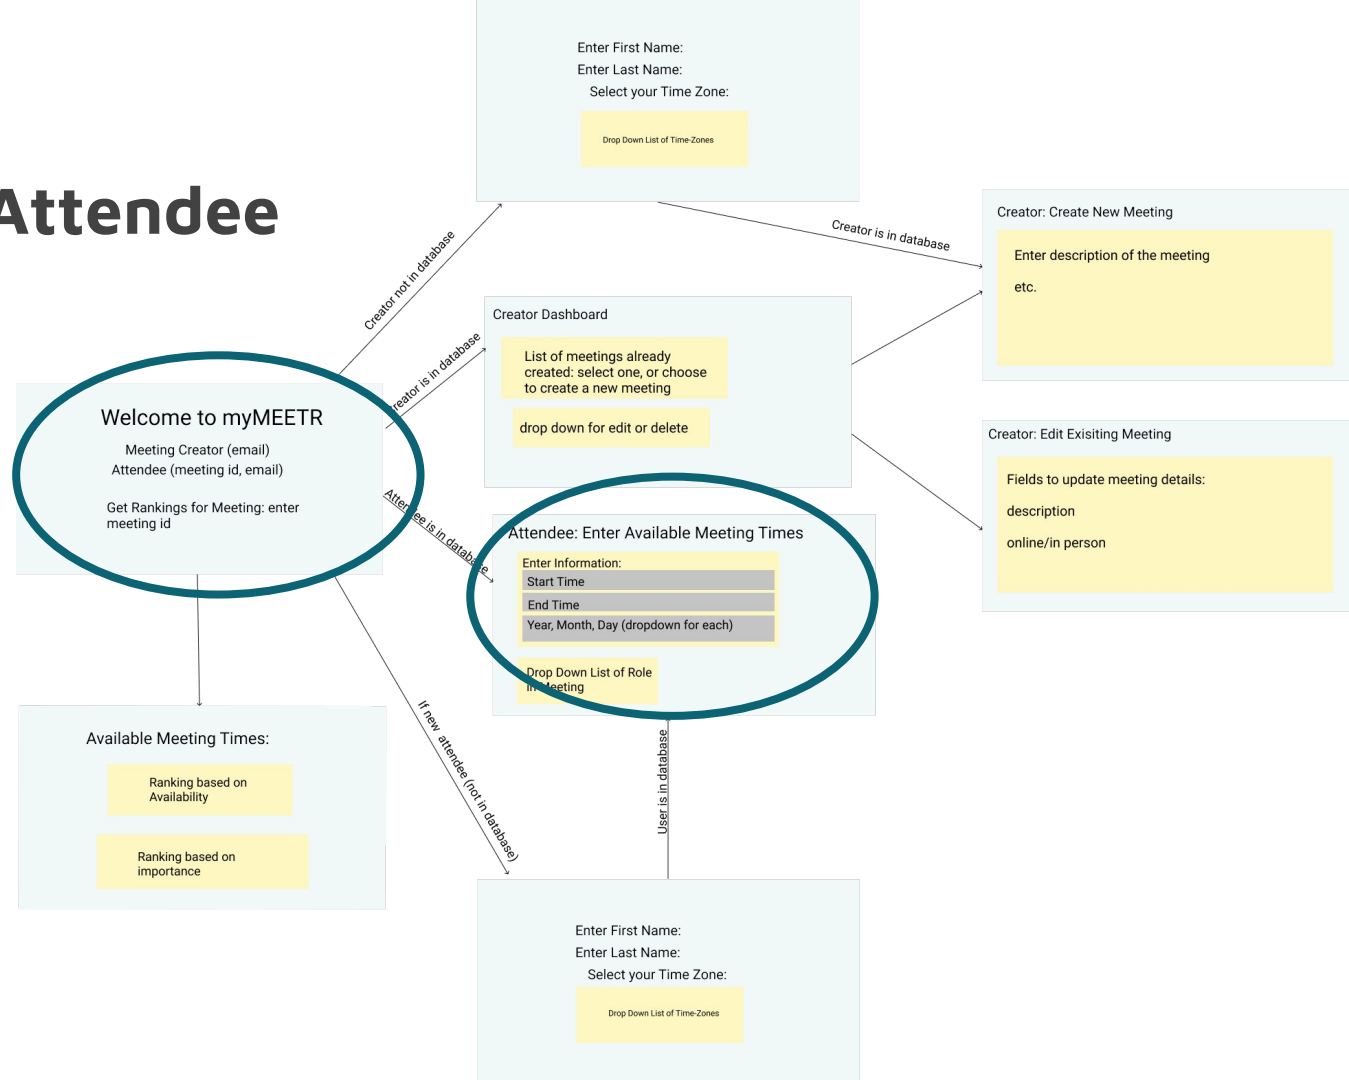 Enter First Name:
Enter Last Name:
Select your Time Zone:
Drop Down List of Time-Zones
Attendee
Creator not in database
Creator is in database
Creator: Create New Meeting
Enter description of the meeting
etc.
Creator is in database
Creator Dashboard
List of meetings already
created: select one, or choose
to create a new meeting
drop down for edit or delete
Welcome to myMEETR
Meeting Creator (email)
Attendee (meeting id, email)
Get Rankings for Meeting: enter
meeting id
Creator: Edit Exisiting Meeting
Fields to update meeting details:
description
online/in person
Attendee is in database
Attendee: Enter Available Meeting Times
Enter Information:
Start Time
End Time
Year, Month, Day (dropdown for each)
Drop Down List of Role
in Meeting
Available Meeting Times:
Ranking based on
Availability
Ranking based on
importance
If new attendee (not in database)
User is in database
Enter First Name:
Enter Last Name:
Select your Time Zone:
Drop Down List of Time-Zones